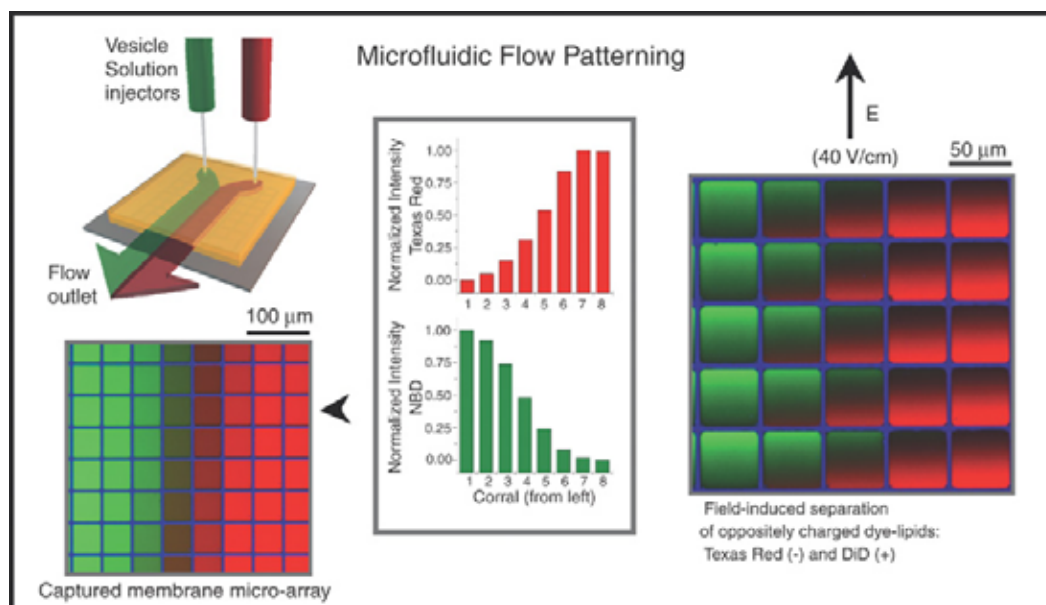 Microfluidic Flow Patterning
Vesicle
Solution
injectors
Flow
outlet
100 μm
Captured membrane micro-array
Normalized Intensity
Texas Red
1.00
0.75
0.50
0.25
0.00
1 2 3 4 5 6 7 8
Normalized Intensity
NBD
1.00
0.75
0.50
0.25
0.00
1 2 3 4 5 6 7 8
Corral (from left)
E
(40 V/cm)
50 μm
Field-induced separation
of oppositely charged dye-lipids:
Texas Red (-) and DiD (+)